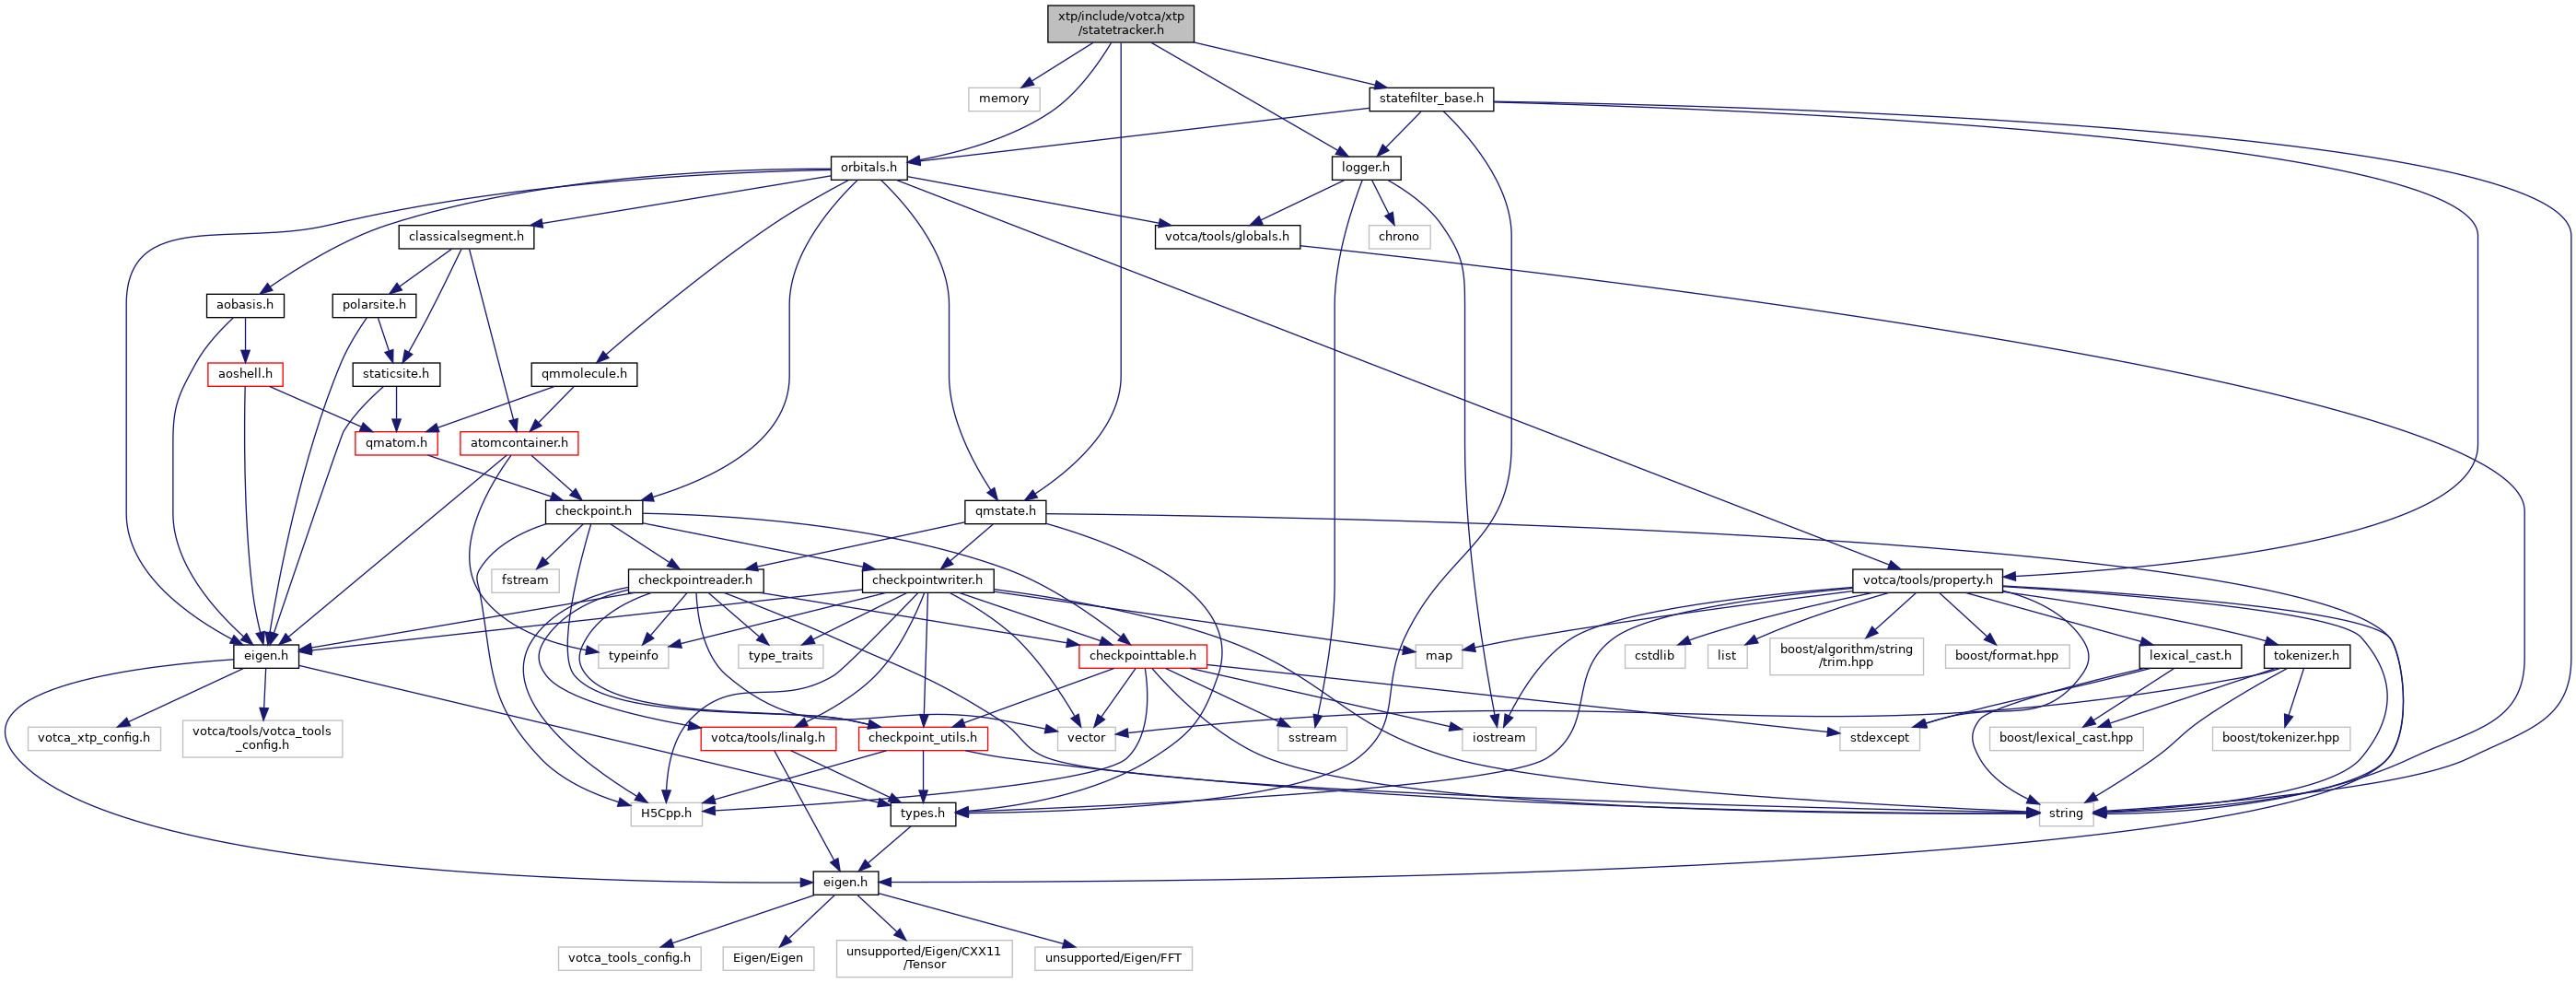 xtp/include/votca/xtp
/statetracker.h
memory
statefilter_base.h
orbitals.h
logger.h
classicalsegment.h
votca/tools/globals.h
chrono
aobasis.h
polarsite.h
aoshell.h
staticsite.h
qmmolecule.h
qmatom.h
atomcontainer.h
checkpoint.h
qmstate.h
fstream
checkpointreader.h
checkpointwriter.h
votca/tools/property.h
eigen.h
typeinfo
type_traits
checkpointtable.h
map
cstdlib
list
boost/algorithm/string
/trim.hpp
boost/format.hpp
lexical_cast.h
tokenizer.h
votca_xtp_config.h
votca/tools/votca_tools
_config.h
votca/tools/linalg.h
checkpoint_utils.h
vector
sstream
iostream
stdexcept
boost/lexical_cast.hpp
boost/tokenizer.hpp
H5Cpp.h
types.h
string
eigen.h
votca_tools_config.h
Eigen/Eigen
unsupported/Eigen/CXX11
/Tensor
unsupported/Eigen/FFT